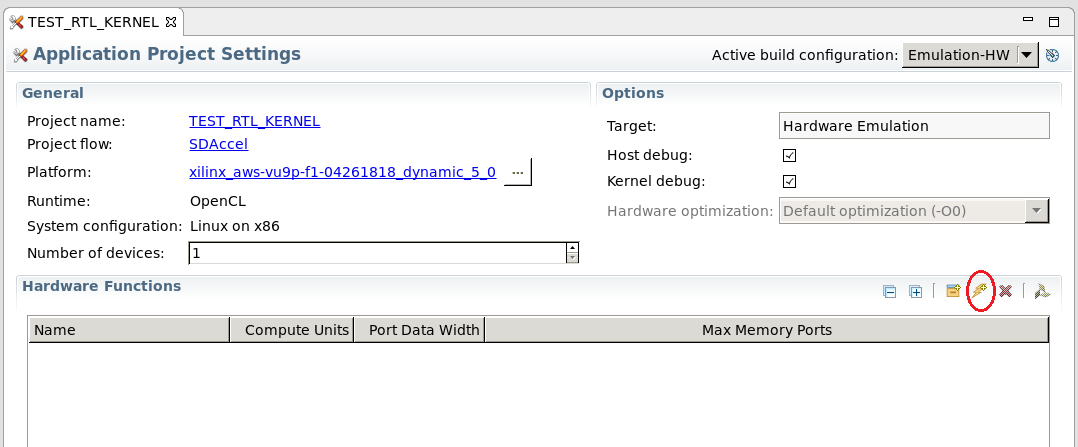 TEST_RTL_KERNEL
Application Project Settings
Active build configuration: Emulation-HW
General
Project name: TEST_RTL_KERNEL
Project flow: SDAccel
Platform: xilinx_aws-vu9p-f1-04261818_dynamic_5_0 ...
Runtime: OpenCL
System configuration: Linux on x86
Number of devices: 1
Options
Target: Hardware Emulation
Host debug:
Kernel debug:
Hardware optimization: Default optimization (-O0)
Hardware Functions
Name Compute Units Port Data Width Max Memory Ports